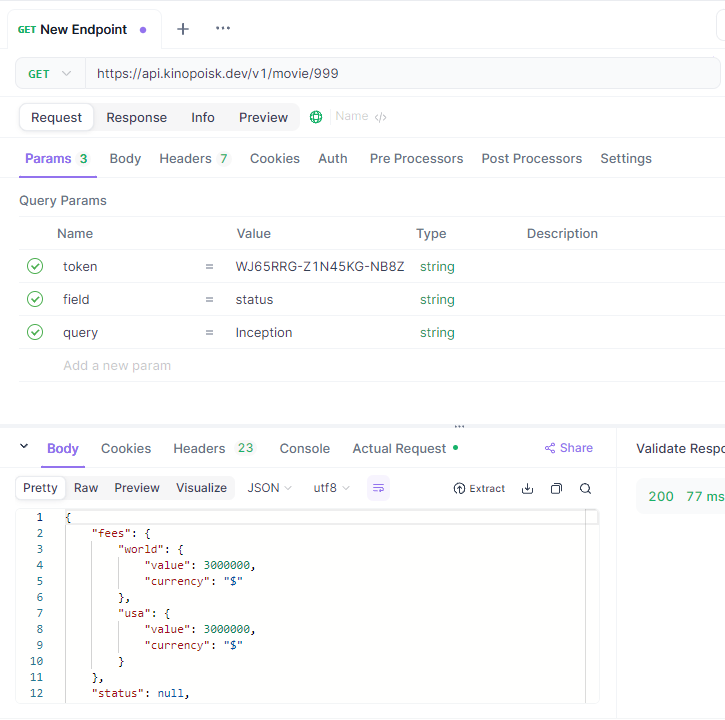 GET New Endpoint
GET https://api.kinopoisk.dev/v1/movie/999
Request Response Info Preview Name </>
Params 3 Body Headers 7 Cookies Auth Pre Processors Post Processors Settings
Query Params
Name Value Type Description
token = WJ65RRG-Z1N45KG-NB8Z string
field = status string
query = Inception string
Add a new param
Body Cookies Headers 23 Console Actual Request Share Validate Respo
Pretty Raw Preview Visualize JSON utf8 Extract
200 77 ms
1 {
2 "fees": {
3 "world": {
4 "value": 3000000,
5 "currency": "$"
6 },
7 "usa": {
8 "value": 3000000,
9 "currency": "$"
10 }
11 },
12 "status": null,